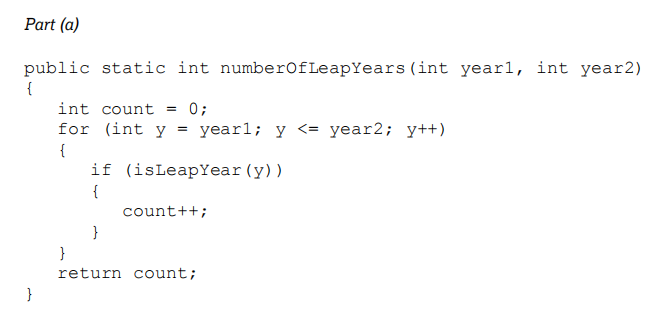 Part (a)
public static int numberOfLeapYears(int year1, int year2)
{
int count = 0;
for (int y = year1; y <= year2; y++)
{
if (isLeapYear(y))
{
count++;
}
}
return count;
}